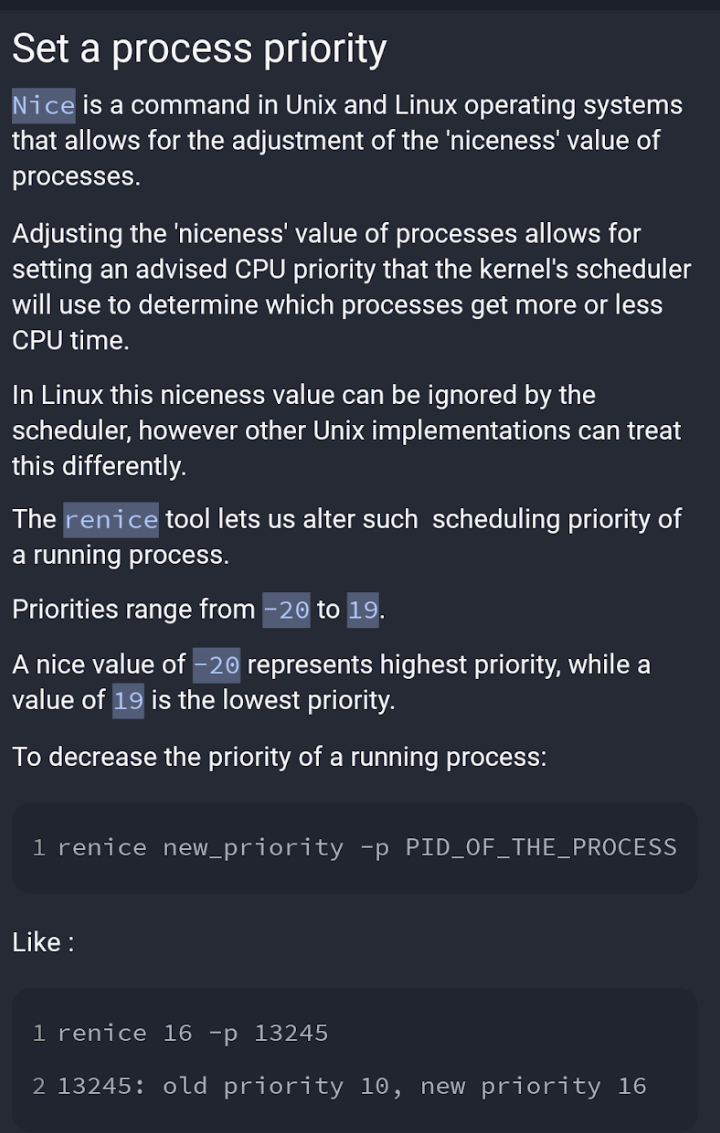 Set a process priority
Nice is a command in Unix and Linux operating systems
that allows for the adjustment of the 'niceness' value of
processes.
Adjusting the 'niceness' value of processes allows for
setting an advised CPU priority that the kernel's scheduler
will use to determine which processes get more or less
CPU time.
In Linux this niceness value can be ignored by the
scheduler, however other Unix implementations can treat
this differently.
The renice tool lets us alter such  scheduling priority of
a running process.
Priorities range from -20 to 19.
A nice value of -20 represents highest priority, while a
value of 19 is the lowest priority.
To decrease the priority of a running process:
1 renice new_priority -p PID_OF_THE_PROCESS
Like :
1 renice 16 -p 13245
2 13245: old priority 10, new priority 16